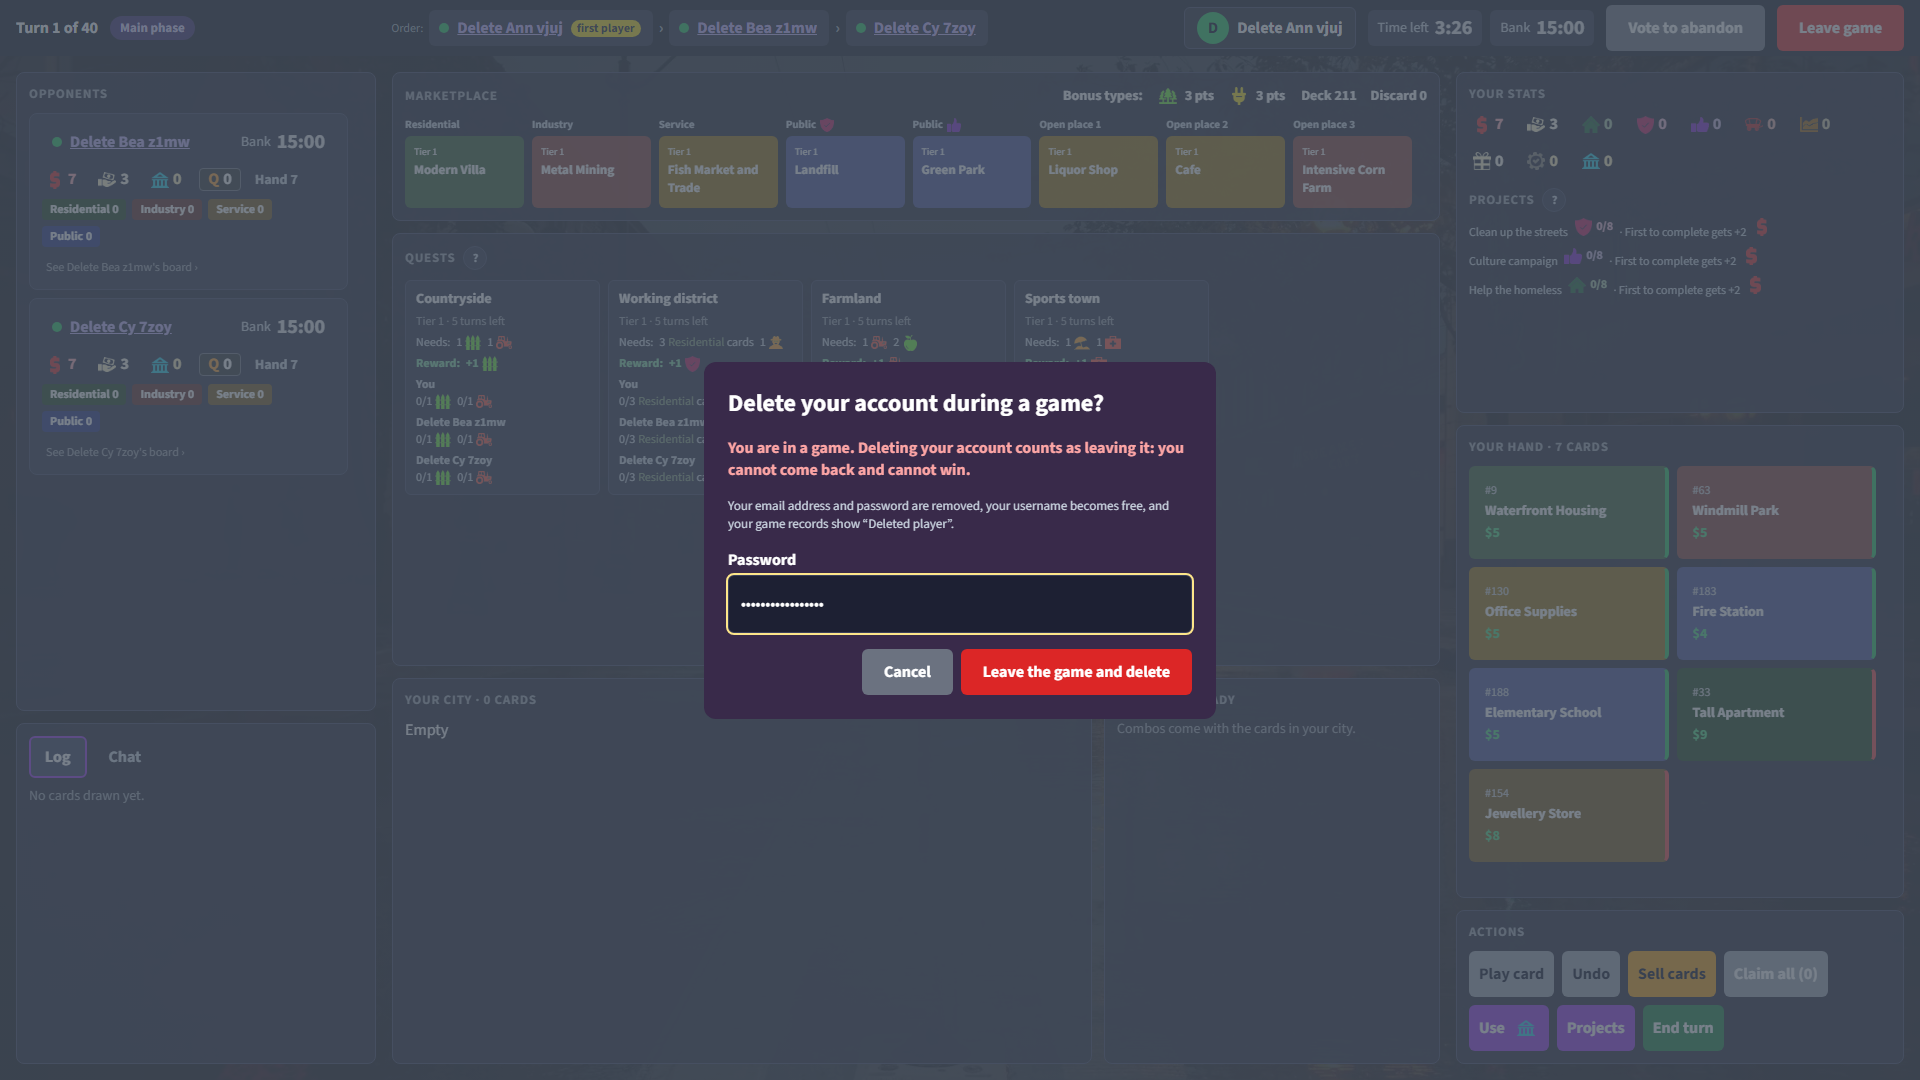 Turn 1 of 40 Main phase
Order: Delete Ann vjuj first player › Delete Bea z1mw › Delete Cy 7zoy
D Delete Ann vjuj Time left 3:26 Bank 15:00 Vote to abandon Leave game
OPPONENTS
Delete Bea z1mw Bank 15:00
7 3 0 Q 0 Hand 7
Residential 0 Industry 0 Service 0
Public 0
See Delete Bea z1mw's board ›
Delete Cy 7zoy Bank 15:00
7 3 0 Q 0 Hand 7
Residential 0 Industry 0 Service 0
Public 0
See Delete Cy 7zoy's board ›
Log Chat
No cards drawn yet.
MARKETPLACE
Bonus types: 3 pts 3 pts Deck 211 Discard 0
Residential Industry Service Public Public Open place 1 Open place 2 Open place 3
Tier 1 Tier 1 Tier 1 Tier 1 Tier 1 Tier 1 Tier 1 Tier 1
Modern Villa Metal Mining Fish Market and Landfill Green Park Liquor Shop Cafe Intensive Corn
Trade Farm
QUESTS ?
Countryside Working district Farmland Sports town
Tier 1 · 5 turns left Tier 1 · 5 turns left Tier 1 · 5 turns left Tier 1 · 5 turns left
Needs: 1 1 Needs: 3 Residential cards 1 Needs: 1 2 Needs: 1 1
Reward: +1 Reward: +1
You You
0/1 0/1 0/3 Residential
Delete Bea z1mw Delete Bea z1mw
0/1 0/1 0/3 Residential
Delete Cy 7zoy Delete Cy 7zoy
0/1 0/1 0/3 Residential
Delete your account during a game?
You are in a game. Deleting your account counts as leaving it: you
cannot come back and cannot win.
Your email address and password are removed, your username becomes free, and
your game records show “Deleted player”.
Password
•••••••••••••••••
Cancel Leave the game and delete
YOUR CITY · 0 CARDS
Empty
Combos come with the cards in your city.
YOUR STATS
7 3 0 0 0 0 0
0 0 0
PROJECTS ?
Clean up the streets 0/8 · First to complete gets +2
Culture campaign 0/8 · First to complete gets +2
Help the homeless 0/8 · First to complete gets +2
YOUR HAND · 7 CARDS
#9 #63
Waterfront Housing Windmill Park
$5 $5
#130 #183
Office Supplies Fire Station
$5 $4
#188 #33
Elementary School Tall Apartment
$5 $9
#154
Jewellery Store
$8
ACTIONS
Play card Undo Sell cards Claim all (0)
Use Projects End turn